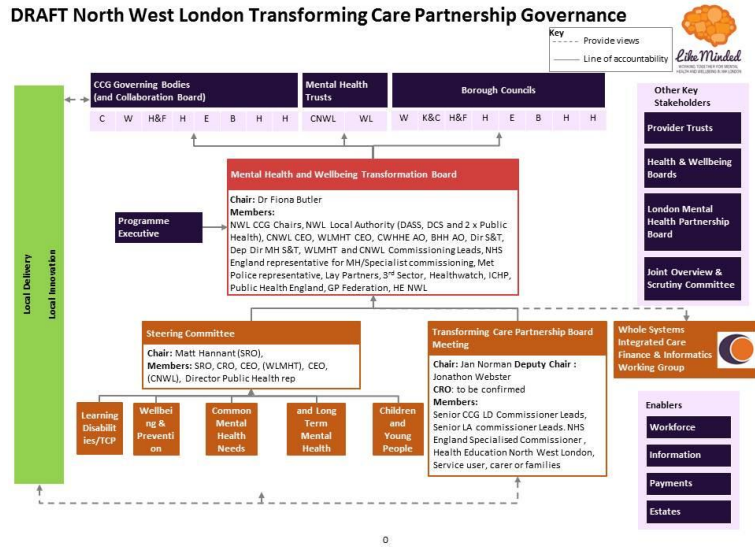 DRAFT North West London Transforming Care Partnership Governance
Key
Provide views
Line of accountability
Like Minded
WORKING TOGETHER FOR MENTAL
HEALTH AND WELLBEING IN NW LONDON
Local Delivery
Local Innovation
CCG Governing Bodies
(and Collaboration Board)
C W H&F H E B H H
Mental Health
Trusts
CNWL WL
Borough Councils
W K&C H&F H E B H H
Other Key
Stakeholders
Provider Trusts
Health & Wellbeing
Boards
London Mental
Health Partnership
Board
Joint Overview &
Scrutiny Committee
Programme
Executive
Mental Health and Wellbeing Transformation Board
Chair: Dr Fiona Butler
Members:
NWL CCG Chairs, NWL Local Authority (DASS, DCS and 2 x Public
Health), CNWL CEO, WLMHT CEO, CWHHE AO, BHH AO, Dir S&T,
Dep Dir MH S&T, WLMHT and CNWL Commissioning Leads, NHS
England representative for MH/Specialist commissioning, Met
Police representative, Lay Partners, 3rd Sector, Healthwatch, ICHP,
Public Health England, GP Federation, HE NWL
Steering Committee
Chair: Matt Hannant (SRO),
Members: SRO, CRO, CEO, (WLMHT), CEO,
(CNWL), Director Public Health rep
Transforming Care Partnership Board
Meeting
Chair: Jan Norman Deputy Chair :
Jonathon Webster
CRO: to be confirmed
Members:
Senior CCG LD Commissioner Leads,
Senior LA commissioner Leads. NHS
England Specialised Commissioner ,
Health Education North West London,
Service user, carer or families
Whole Systems
Integrated Care
Finance & Informatics
Working Group
Learning
Disabilit
ies/TCP
Wellbei
ng &
Preventi
on
Common
Mental
Health
Needs
and Long
Term
Mental
Health
Children
and
Young
People
Enablers
Workforce
Information
Payments
Estates
0